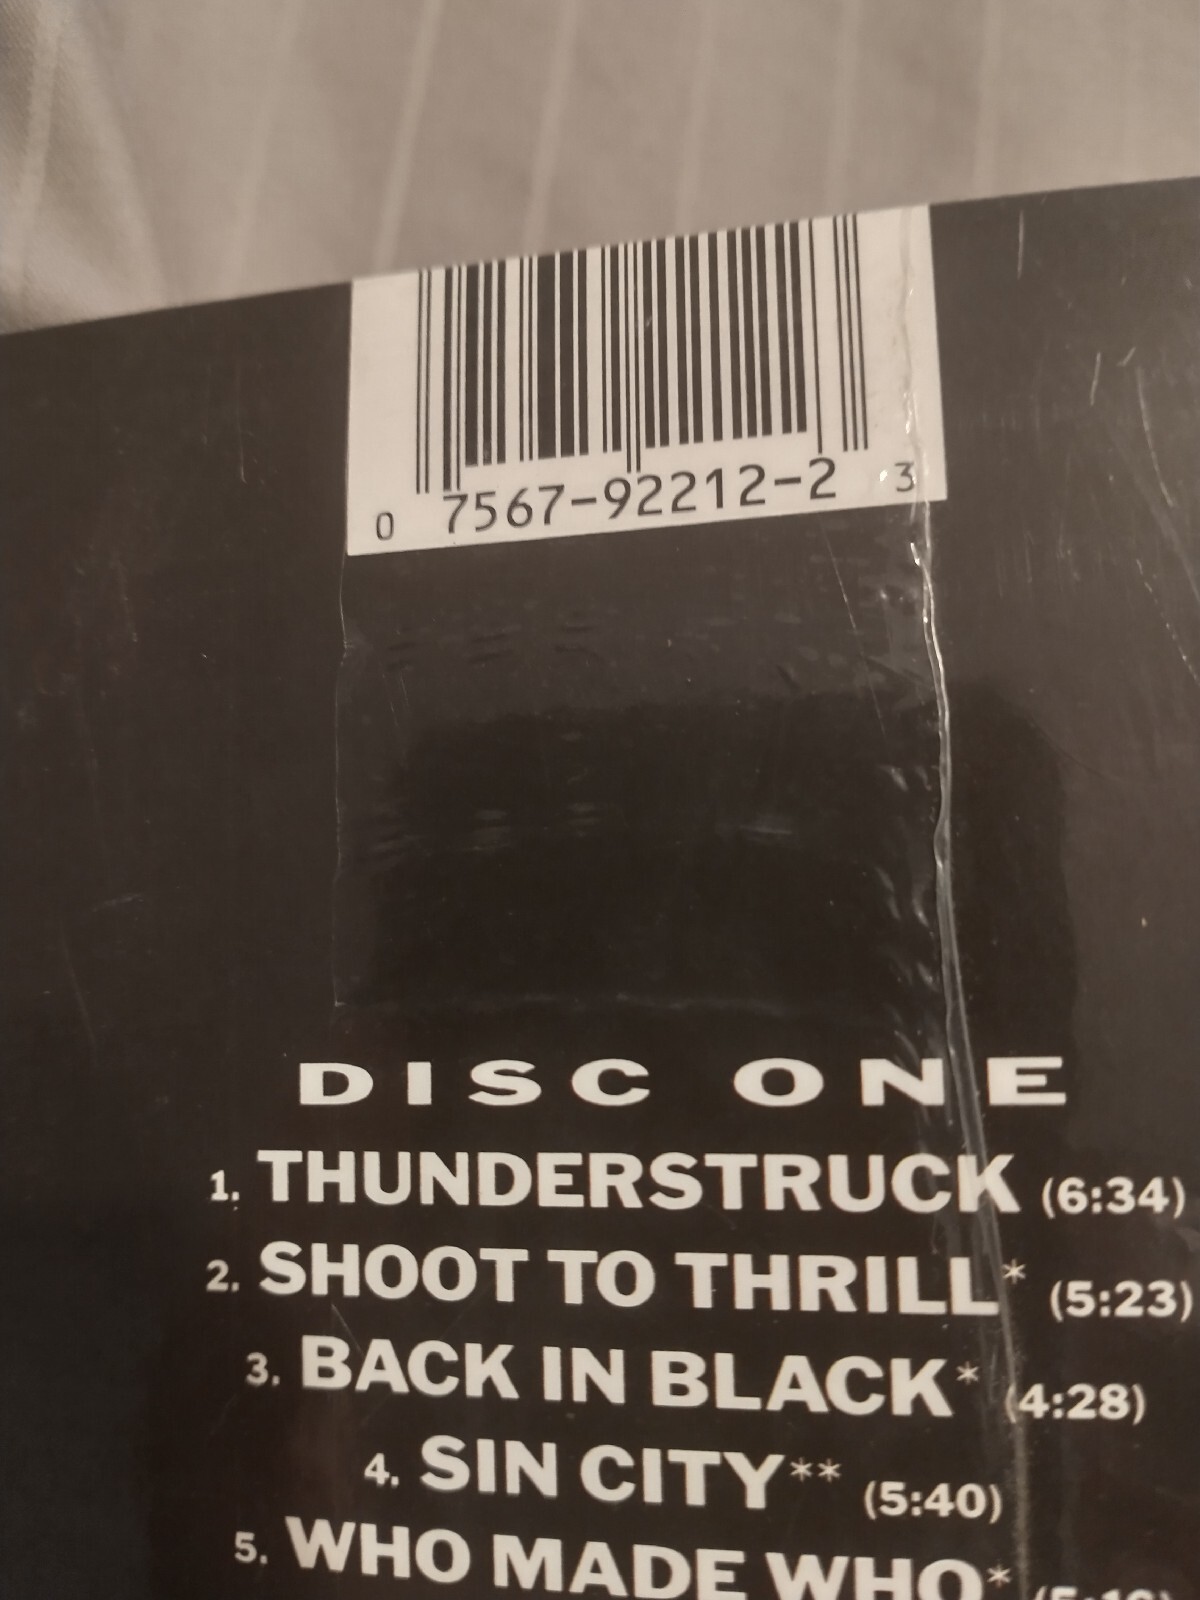 0 7567-92212-2 3
DISC ONE
1. THUNDERSTRUCK (6:34)
2. SHOOT TO THRILL* (5:23)
3. BACK IN BLACK* (4:28)
4. SIN CITY** (5:40)
5. WHO MADE WHO*